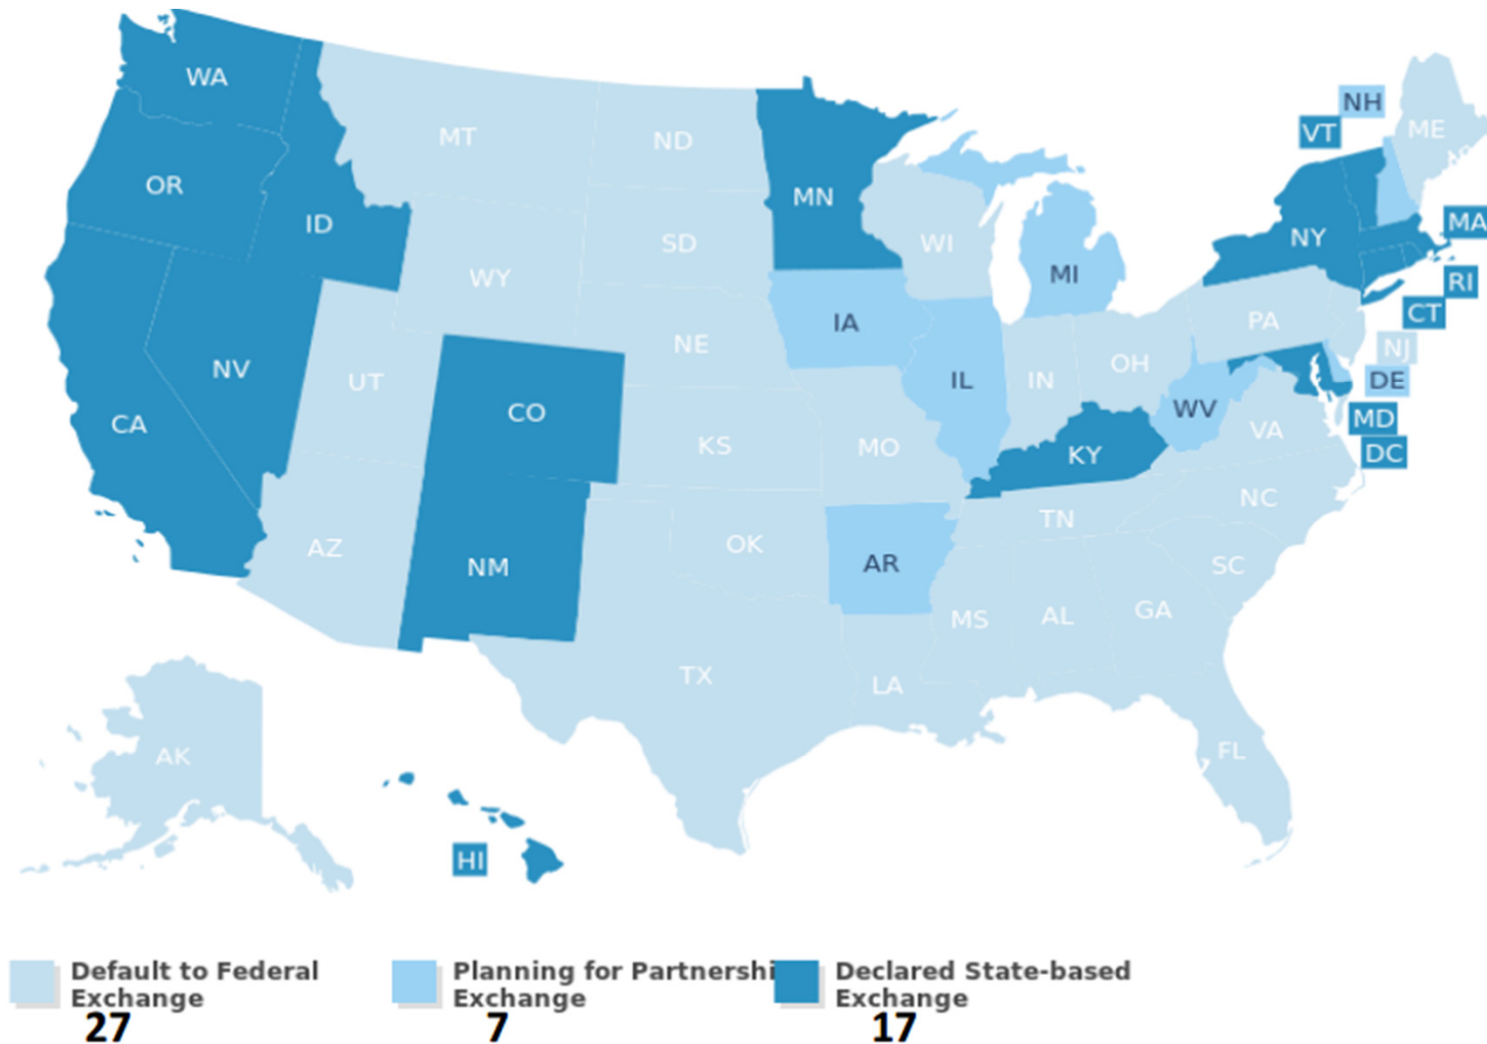 WA
NH
VT
ME
MT
ND
OR
MN
ID
MA
NY
SD
WI
MI
WY
RI
CT
PA
IA
NE
NJ
OH
NV
UT
IL
IN
DE
CO
WV
MD
CA
VA
KS
MO
KY
DC
NC
TN
AZ
OK
AR
NM
SC
MS
AL
GA
TX
LA
FL
AK
HI
Default to Federal
Exchange
27
Planning for Partnershi
Exchange
7
Declared State-based
Exchange
17